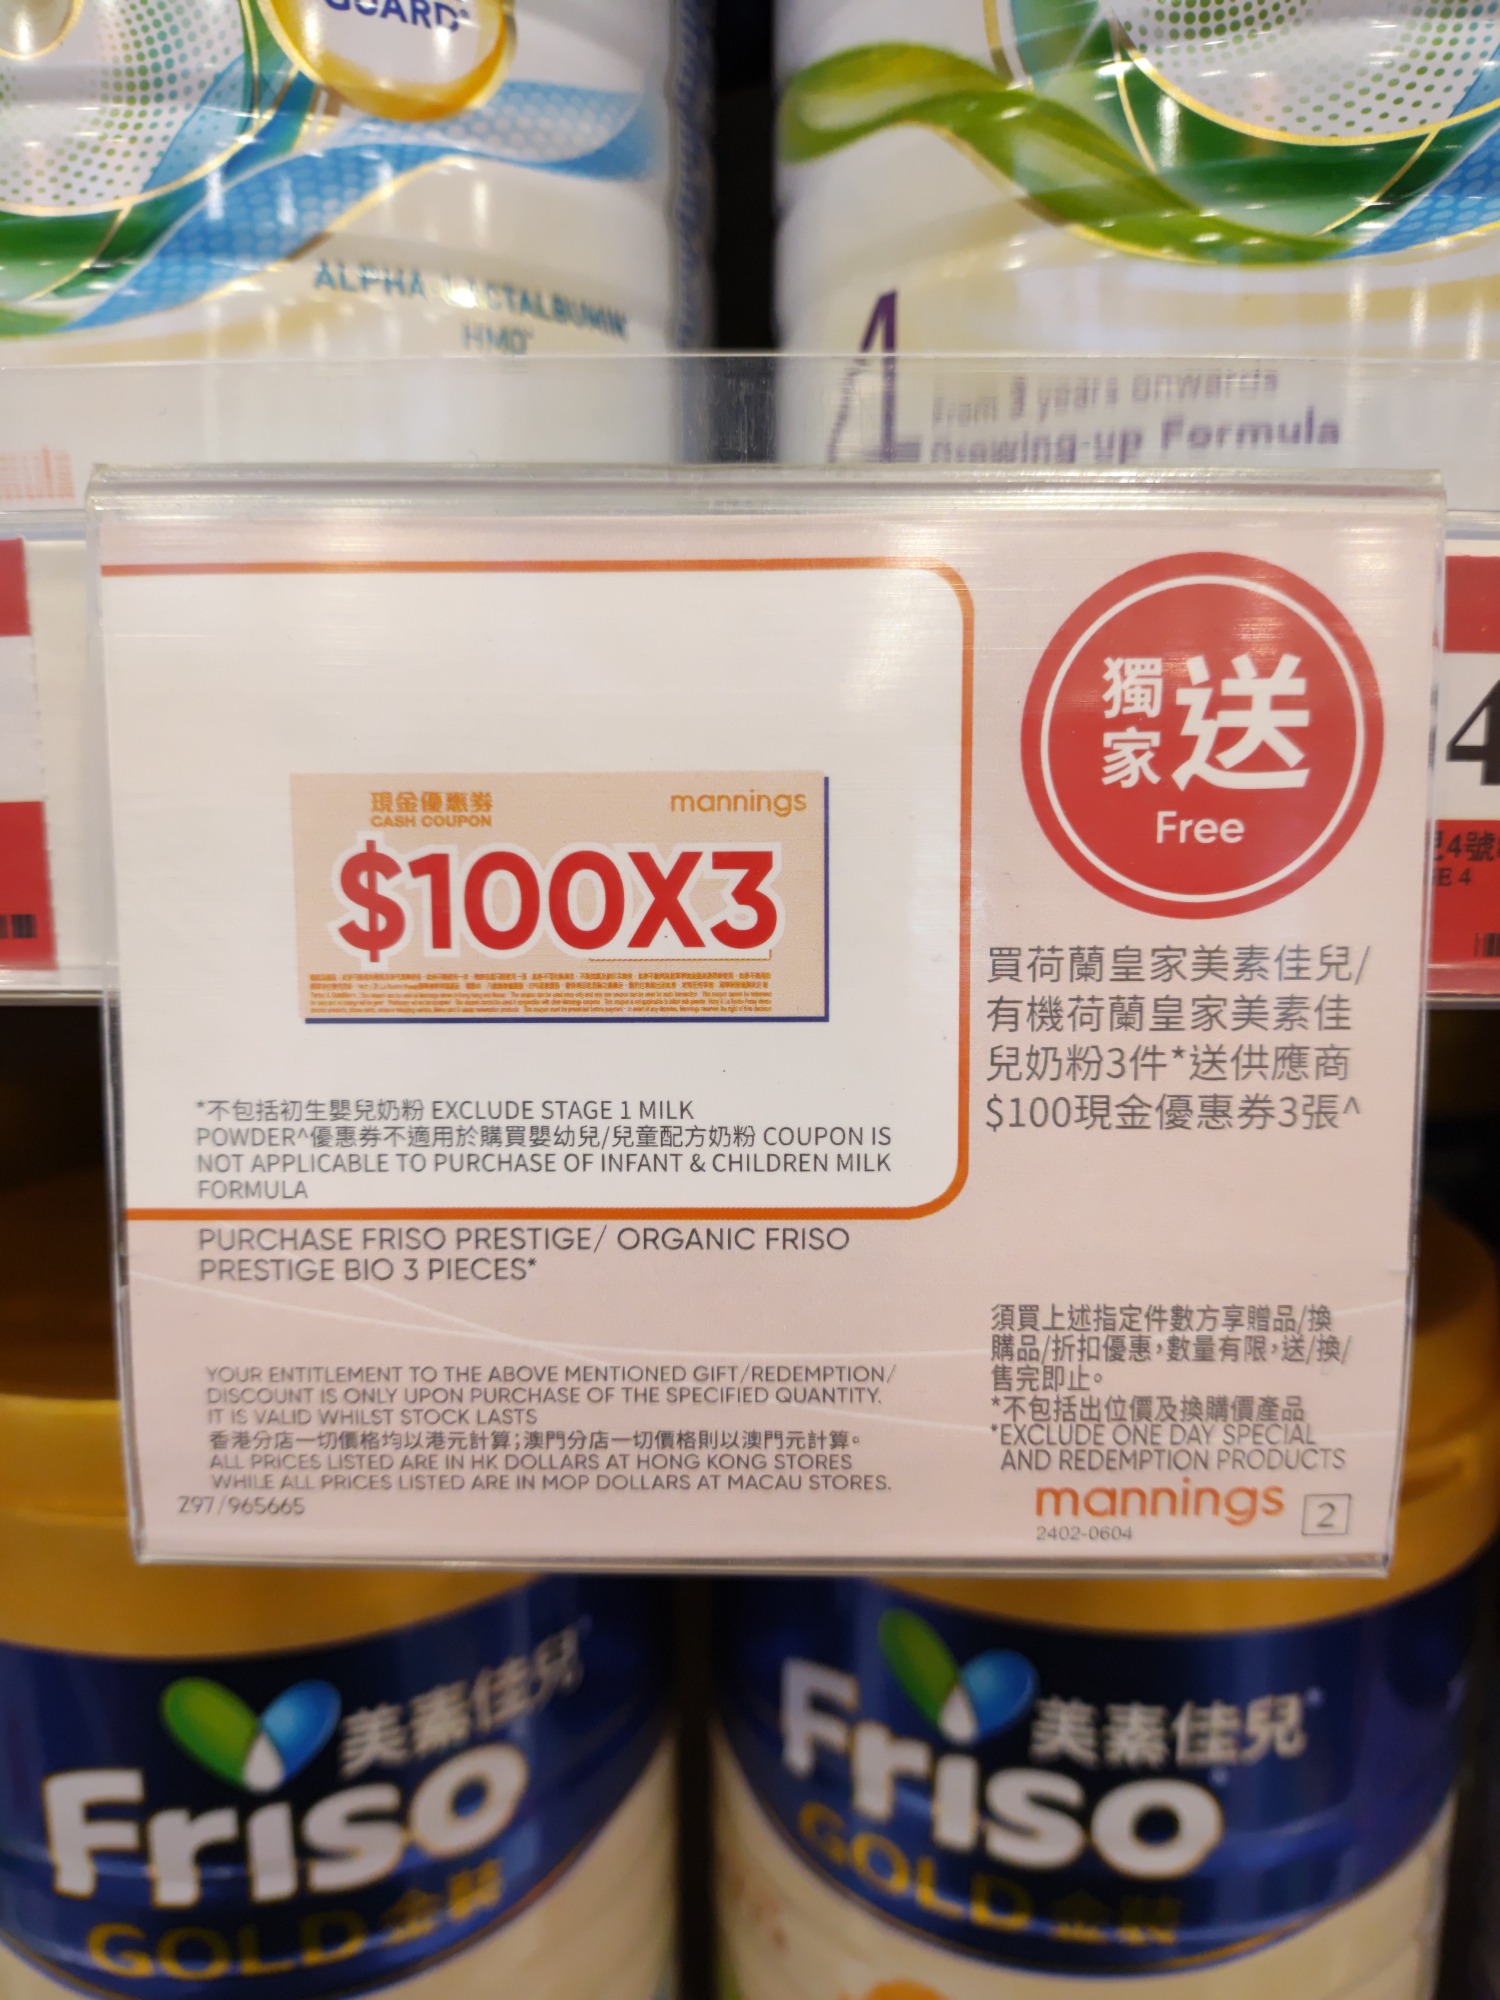 GUARD
ALPHA-LACTALBUMIN
HMO
4
From 3 years onwards
Growing-up Formula
獨家送
Free
現金優惠券
CASH COUPON
mannings
$100X3
買荷蘭皇家美素佳兒/
有機荷蘭皇家美素佳
兒奶粉3件*送供應商
$100現金優惠券3張^
*不包括初生嬰兒奶粉 EXCLUDE STAGE 1 MILK
POWDER^優惠券不適用於購買嬰幼兒/兒童配方奶粉 COUPON IS
NOT APPLICABLE TO PURCHASE OF INFANT & CHILDREN MILK
FORMULA
PURCHASE FRISO PRESTIGE/ ORGANIC FRISO
PRESTIGE BIO 3 PIECES*
須買上述指定件數方享贈品/換
購品/折扣優惠，數量有限，送/換/
售完即止。
*不包括出位價及換購價產品
*EXCLUDE ONE DAY SPECIAL
AND REDEMPTION PRODUCTS
YOUR ENTITLEMENT TO THE ABOVE MENTIONED GIFT/REDEMPTION/
DISCOUNT IS ONLY UPON PURCHASE OF THE SPECIFIED QUANTITY.
IT IS VALID WHILST STOCK LASTS
香港分店一切價格均以港元計算；澳門分店一切價格則以澳門元計算。
ALL PRICES LISTED ARE IN HK DOLLARS AT HONG KONG STORES
WHILE ALL PRICES LISTED ARE IN MOP DOLLARS AT MACAU STORES.
Z97/965665
mannings 2
2402-0604
4
4號
E 4
美素佳兒
Friso
GOLD 金裝
美素佳兒
Friso
GOLD 金裝